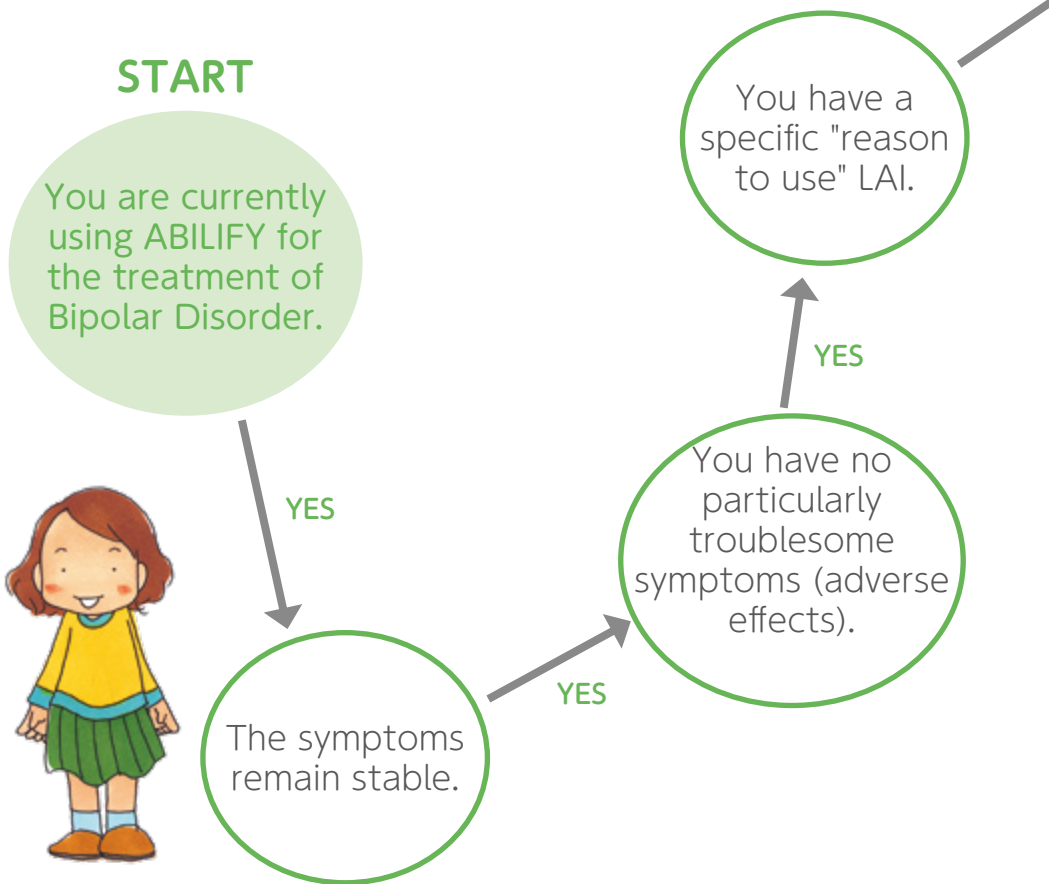 START
You are currently
using ABILIFY for
the treatment of
Bipolar Disorder.
YES
The symptoms
remain stable.
YES
You have no
particularly
troublesome
symptoms (adverse
effects).
YES
You have a
specific "reason
to use" LAI.